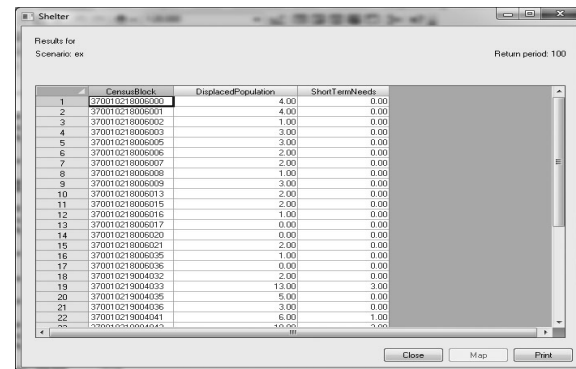 Shelter
Results for
Scenario: ex Return period: 100
CensusBlock DisplacedPopulation ShortTermNeeds
1 370010218006000 4.00 0.00
2 370010218006001 4.00 0.00
3 370010218006002 1.00 0.00
4 370010218006003 3.00 0.00
5 370010218006005 3.00 0.00
6 370010218006006 2.00 0.00
7 370010218006007 2.00 0.00
8 370010218006008 1.00 0.00
9 370010218006009 3.00 0.00
10 370010218006013 2.00 0.00
11 370010218006015 2.00 0.00
12 370010218006016 1.00 0.00
13 370010218006017 0.00 0.00
14 370010218006020 0.00 0.00
15 370010218006021 2.00 0.00
16 370010218006035 1.00 0.00
17 370010218006036 0.00 0.00
18 370010219004032 2.00 0.00
19 370010219004033 13.00 3.00
20 370010219004035 5.00 0.00
21 370010219004036 3.00 0.00
22 370010219004041 6.00 1.00
Close Map Print